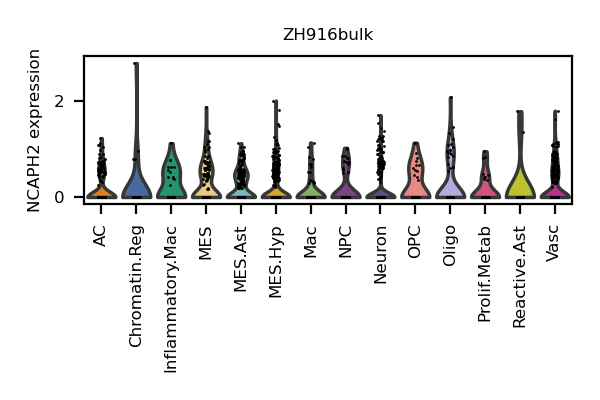 ZH916bulk
NCAPH2 expression
2
0
AC
Chromatin.Reg
Inflammatory.Mac
MES
MES.Ast
MES.Hyp
Mac
NPC
Neuron
OPC
Oligo
Prolif.Metab
Reactive.Ast
Vasc